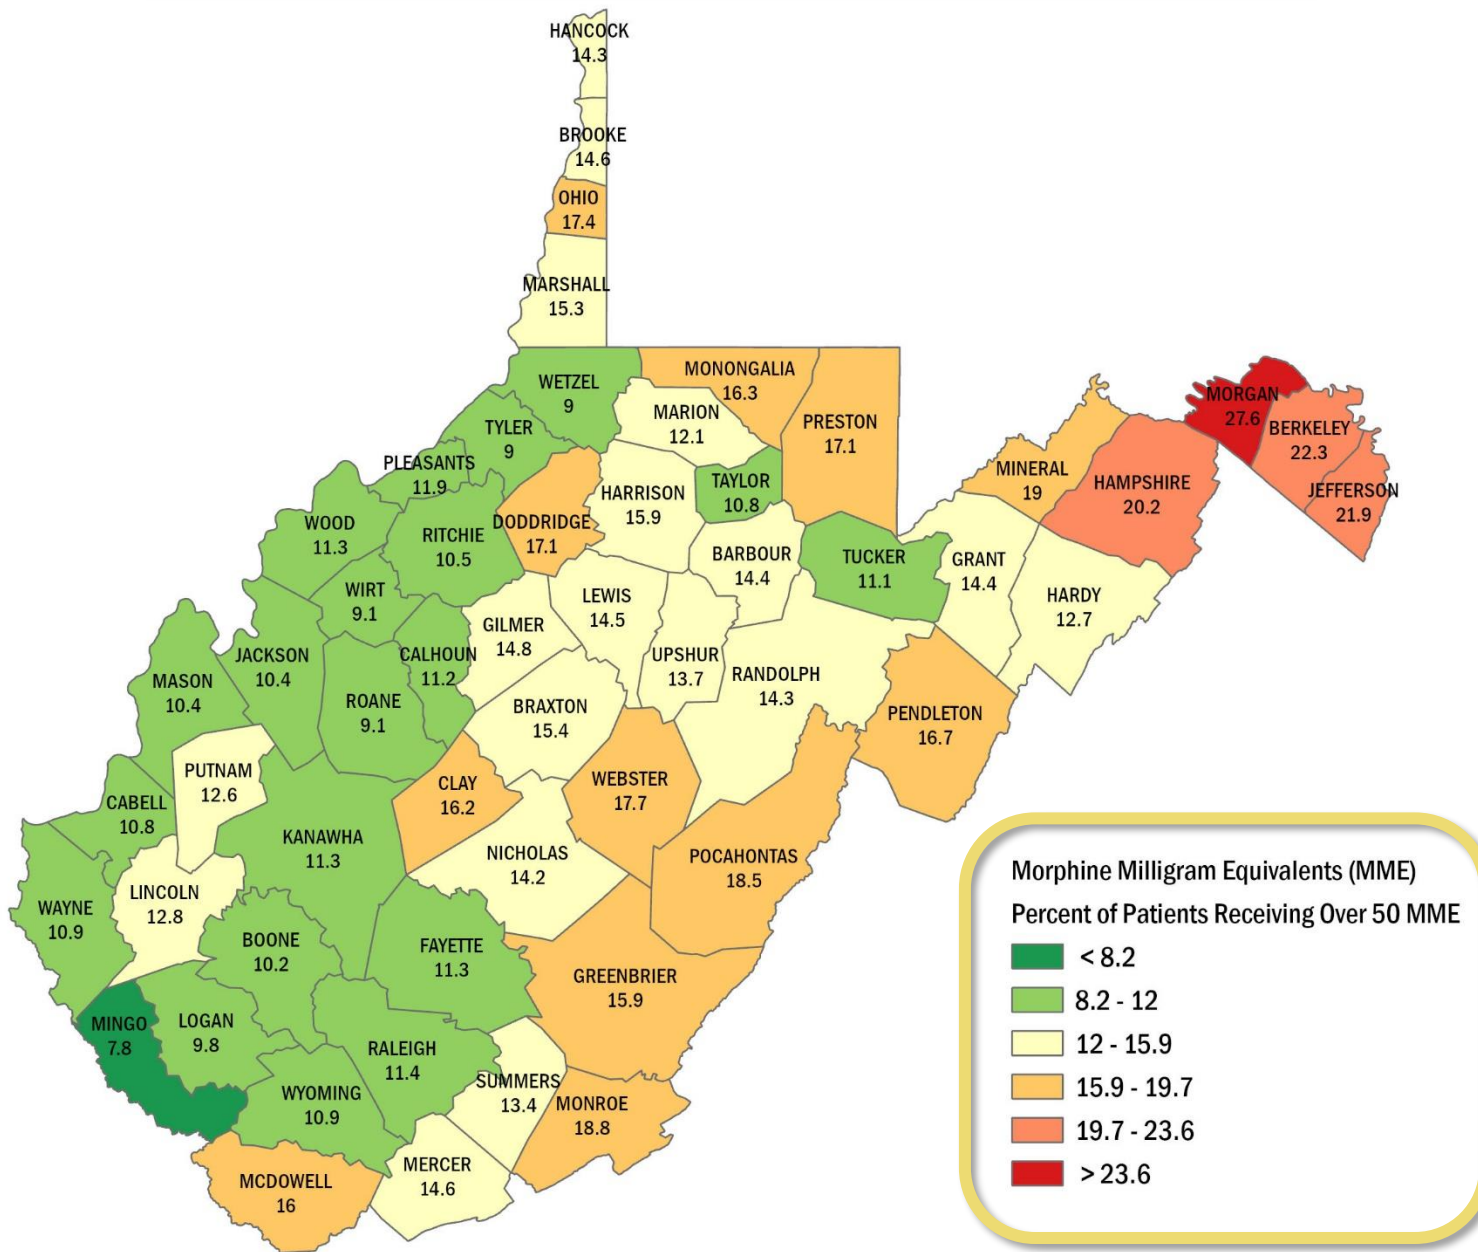 HANCOCK
14.3
BROOKE
14.6
OHIO
17.4
MARSHALL
15.3
WETZEL
9
MONONGALIA
16.3
MARION
12.1
PRESTON
17.1
TYLER
9
PLEASANTS
11.9
MORGAN
27.6
BERKELEY
22.3
JEFFERSON
21.9
MINERAL
19
HAMPSHIRE
20.2
HARRISON
15.9
TAYLOR
10.8
WOOD
11.3
RITCHIE
10.5
DODDRIDGE
17.1
BARBOUR
14.4
TUCKER
11.1
GRANT
14.4
HARDY
12.7
WIRT
9.1
LEWIS
14.5
GILMER
14.8
CALHOUN
11.2
UPSHUR
13.7
RANDOLPH
14.3
JACKSON
10.4
MASON
10.4
ROANE
9.1
BRAXTON
15.4
PENDLETON
16.7
PUTNAM
12.6
CLAY
16.2
WEBSTER
17.7
CABELL
10.8
KANAWHA
11.3
NICHOLAS
14.2
POCAHONTAS
18.5
LINCOLN
12.8
WAYNE
10.9
BOONE
10.2
FAYETTE
11.3
GREENBRIER
15.9
MINGO
7.8
LOGAN
9.8
RALEIGH
11.4
SUMMERS
13.4
WYOMING
10.9
MONROE
18.8
MERCER
14.6
MCDOWELL
16
Morphine Milligram Equivalents (MME)
Percent of Patients Receiving Over 50 MME
< 8.2
8.2 - 12
12 - 15.9
15.9 - 19.7
19.7 - 23.6
> 23.6